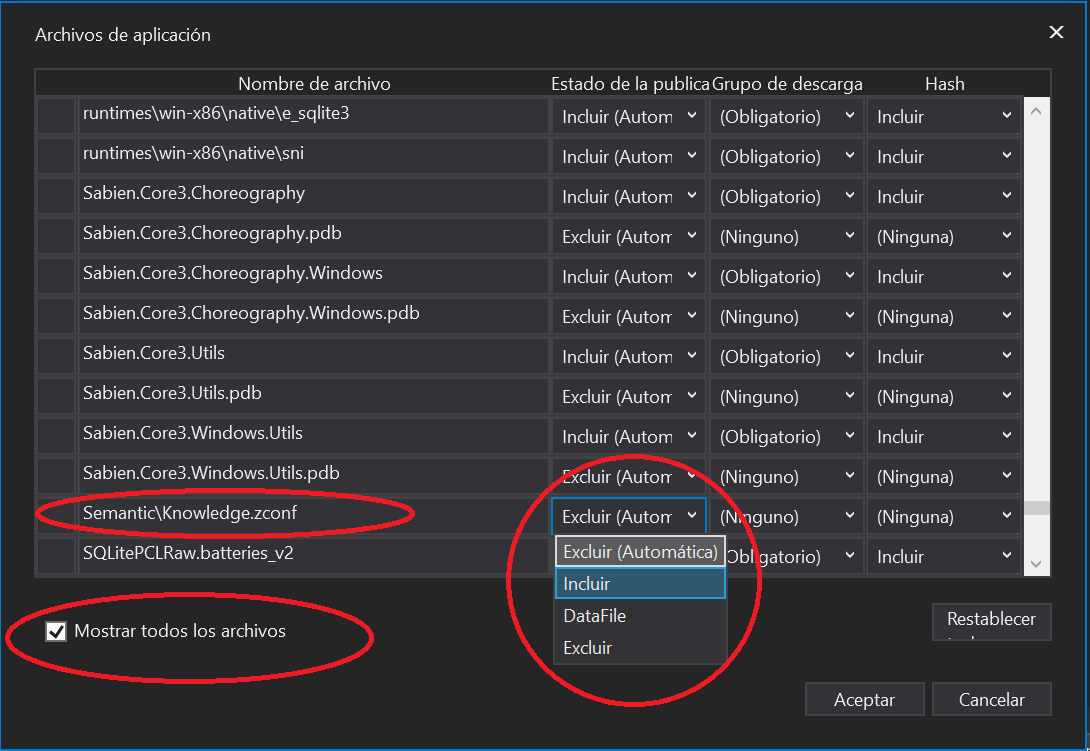 Archivos de aplicación
Nombre de archivo Estado de la publica Grupo de descarga Hash
runtimes\win-x86\native\e_sqlite3 Incluir (Autom (Obligatorio) Incluir
runtimes\win-x86\native\sni Incluir (Autom (Obligatorio) Incluir
Sabien.Core3.Choreography Incluir (Autom (Obligatorio) Incluir
Sabien.Core3.Choreography.pdb Excluir (Autom (Ninguno) (Ninguna)
Sabien.Core3.Choreography.Windows Incluir (Autom (Obligatorio) Incluir
Sabien.Core3.Choreography.Windows.pdb Excluir (Autom (Ninguno) (Ninguna)
Sabien.Core3.Utils Incluir (Autom (Obligatorio) Incluir
Sabien.Core3.Utils.pdb Excluir (Autom (Ninguno) (Ninguna)
Sabien.Core3.Windows.Utils Incluir (Autom (Obligatorio) Incluir
Sabien.Core3.Windows.Utils.pdb Excluir (Autom (Ninguno) (Ninguna)
Semantic\Knowledge.zconf Excluir (Autom (Ninguno) (Ninguna)
SQLitePCLRaw.batteries_v2 Obligatorio) Incluir
Excluir (Automática)
Incluir
DataFile
Excluir
Mostrar todos los archivos
Restablecer
Aceptar Cancelar